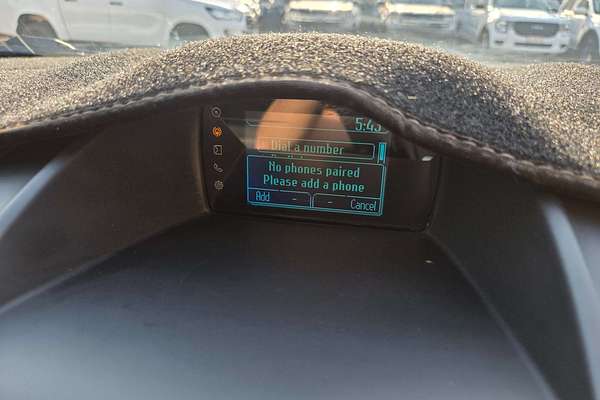 5:43
Dial a number
No phones paired
Please add a phone
Add - - Cancel